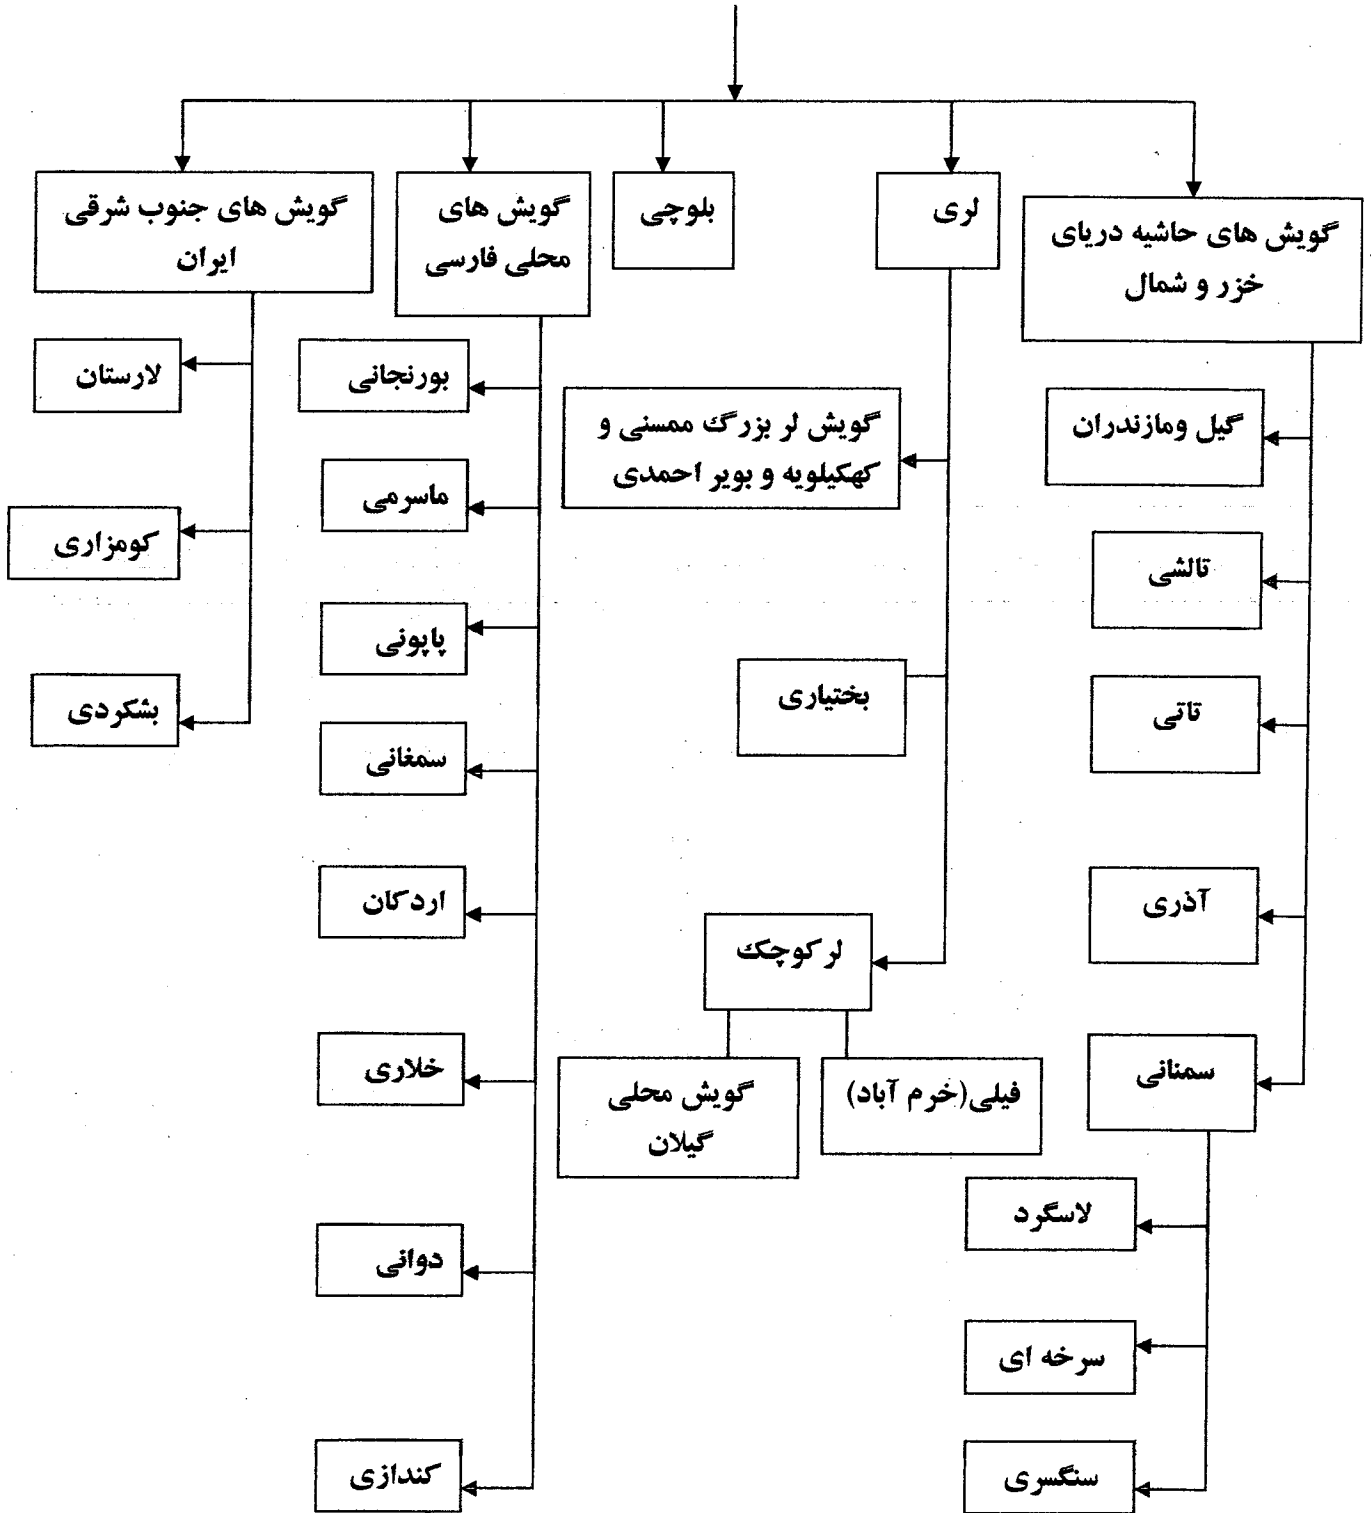 گویش های حاشیه دریای
خزر و شمال
گیل ومازندران
تالشی
تاتی
آذری
سمنانی
لاسگرد
سرخه ای
سنگسری
لری
گویش لر بزرگ ممسنی و
کهکیلویه و بویر احمدی
بختیاری
لر کوچک
فیلی(خرم آباد)
گویش محلی
گیلان
بلوچی
گویش های
محلی فارسی
بورنجانی
ماسرمی
پاپونی
سمغانی
اردکان
خلاری
دوانی
کندازی
گویش های جنوب شرقی
ایران
لارستان
کومزاری
بشکردی